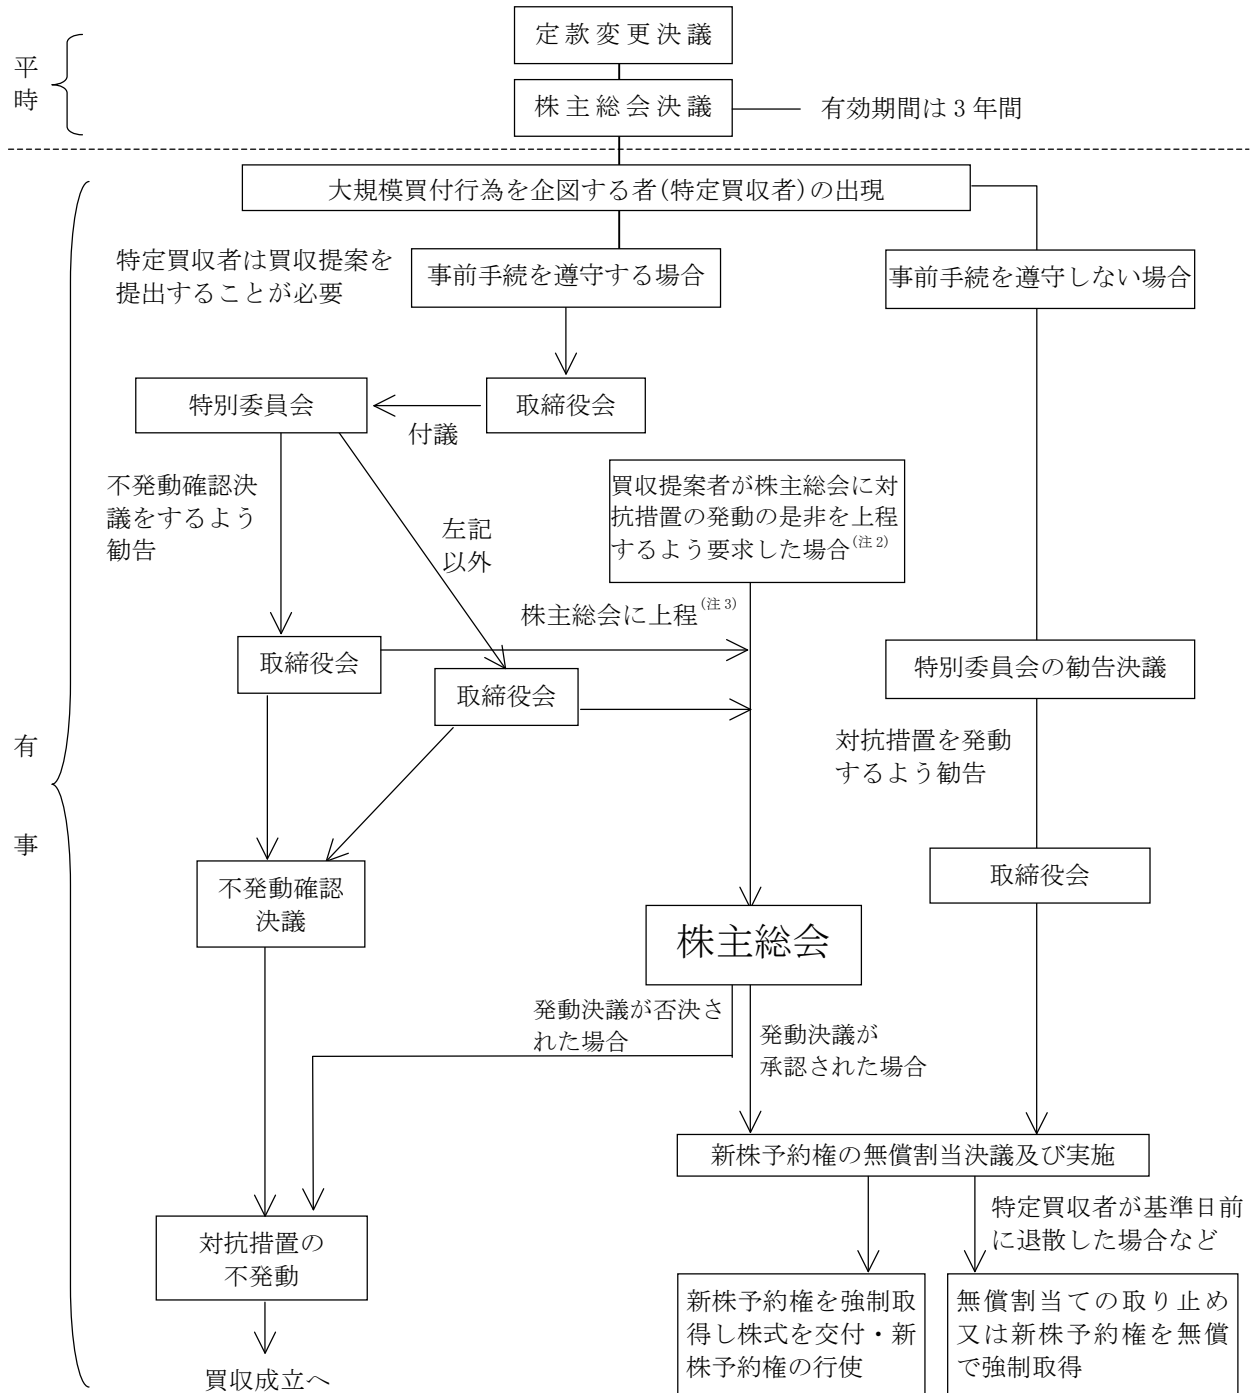 定款変更決議
平
時
株主総会決議
有効期間は3年間
大規模買付行為を企図する者(特定買収者)の出現
特定買収者は買収提案を
提出することが必要
事前手続を遵守する場合
事前手続を遵守しない場合
特別委員会
取締役会
付議
不発動確認決
議をするよう
勧告
左記
以外
買収提案者が株主総会に対
抗措置の発動の是非を上程
するよう要求した場合(注2)
株主総会に上程(注3)
取締役会
取締役会
特別委員会の勧告決議
対抗措置を発動
するよう勧告
有
事
不発動確認
決議
取締役会
株主総会
発動決議が否決さ
れた場合
発動決議が
承認された場合
新株予約権の無償割当決議及び実施
特定買収者が基準日前
に退散した場合など
対抗措置の
不発動
新株予約権を強制取
得し株式を交付・新
株予約権の行使
無償割当ての取り止め
又は新株予約権を無償
で強制取得
買収成立へ